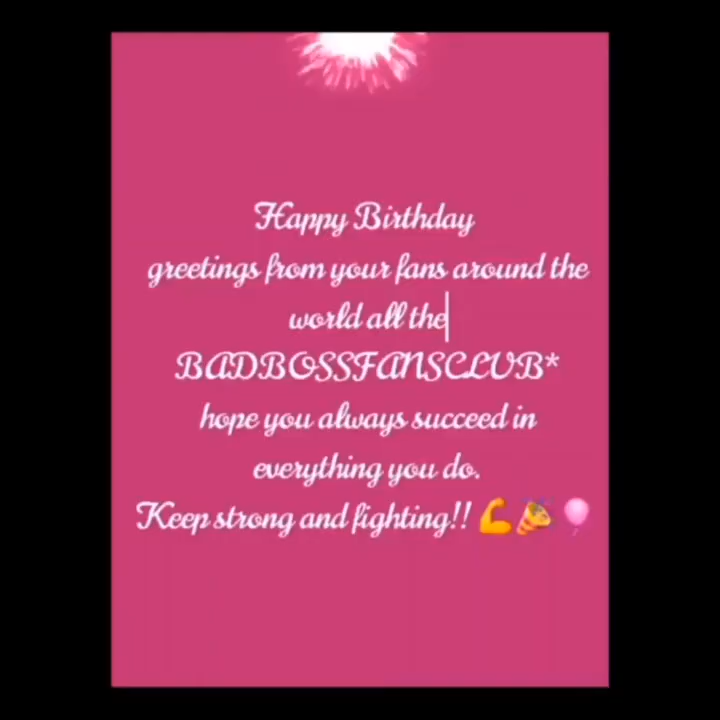 Happy Birthday
greetings from your fans around the
world all the
BADBOSSFANSCLUB*
hope you always succeed in
everything you do.
Keep strong and fighting!! 💪🎉🎈